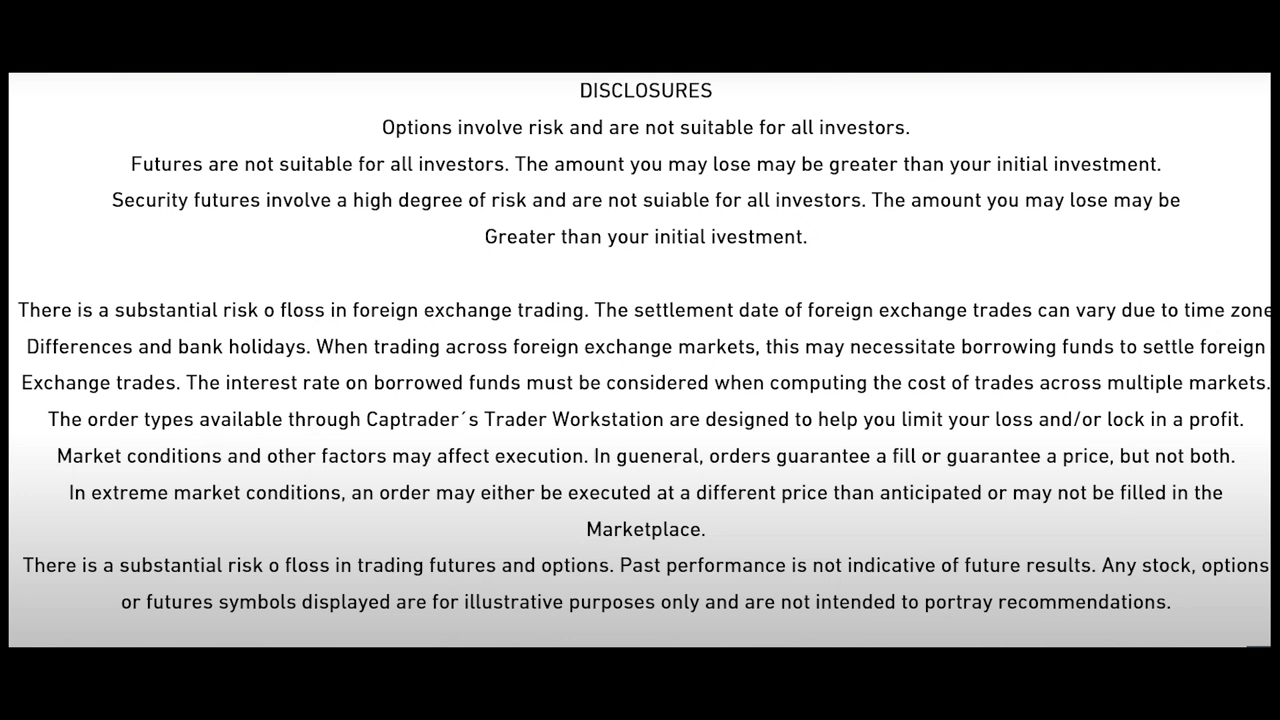 DISCLOSURES
Options involve risk and are not suitable for all investors.
Futures are not suitable for all investors. The amount you may lose may be greater than your initial investment.
Security futures involve a high degree of risk and are not suiable for all investors. The amount you may lose may be
Greater than your initial ivestment.
There is a substantial risk o floss in foreign exchange trading. The settlement date of foreign exchange trades can vary due to time zone
Differences and bank holidays. When trading across foreign exchange markets, this may necessitate borrowing funds to settle foreign
Exchange trades. The interest rate on borrowed funds must be considered when computing the cost of trades across multiple markets.
The order types available through Captrader´s Trader Workstation are designed to help you limit your loss and/or lock in a profit.
Market conditions and other factors may affect execution. In gueneral, orders guarantee a fill or guarantee a price, but not both.
In extreme market conditions, an order may either be executed at a different price than anticipated or may not be filled in the
Marketplace.
There is a substantial risk o floss in trading futures and options. Past performance is not indicative of future results. Any stock, options
or futures symbols displayed are for illustrative purposes only and are not intended to portray recommendations.